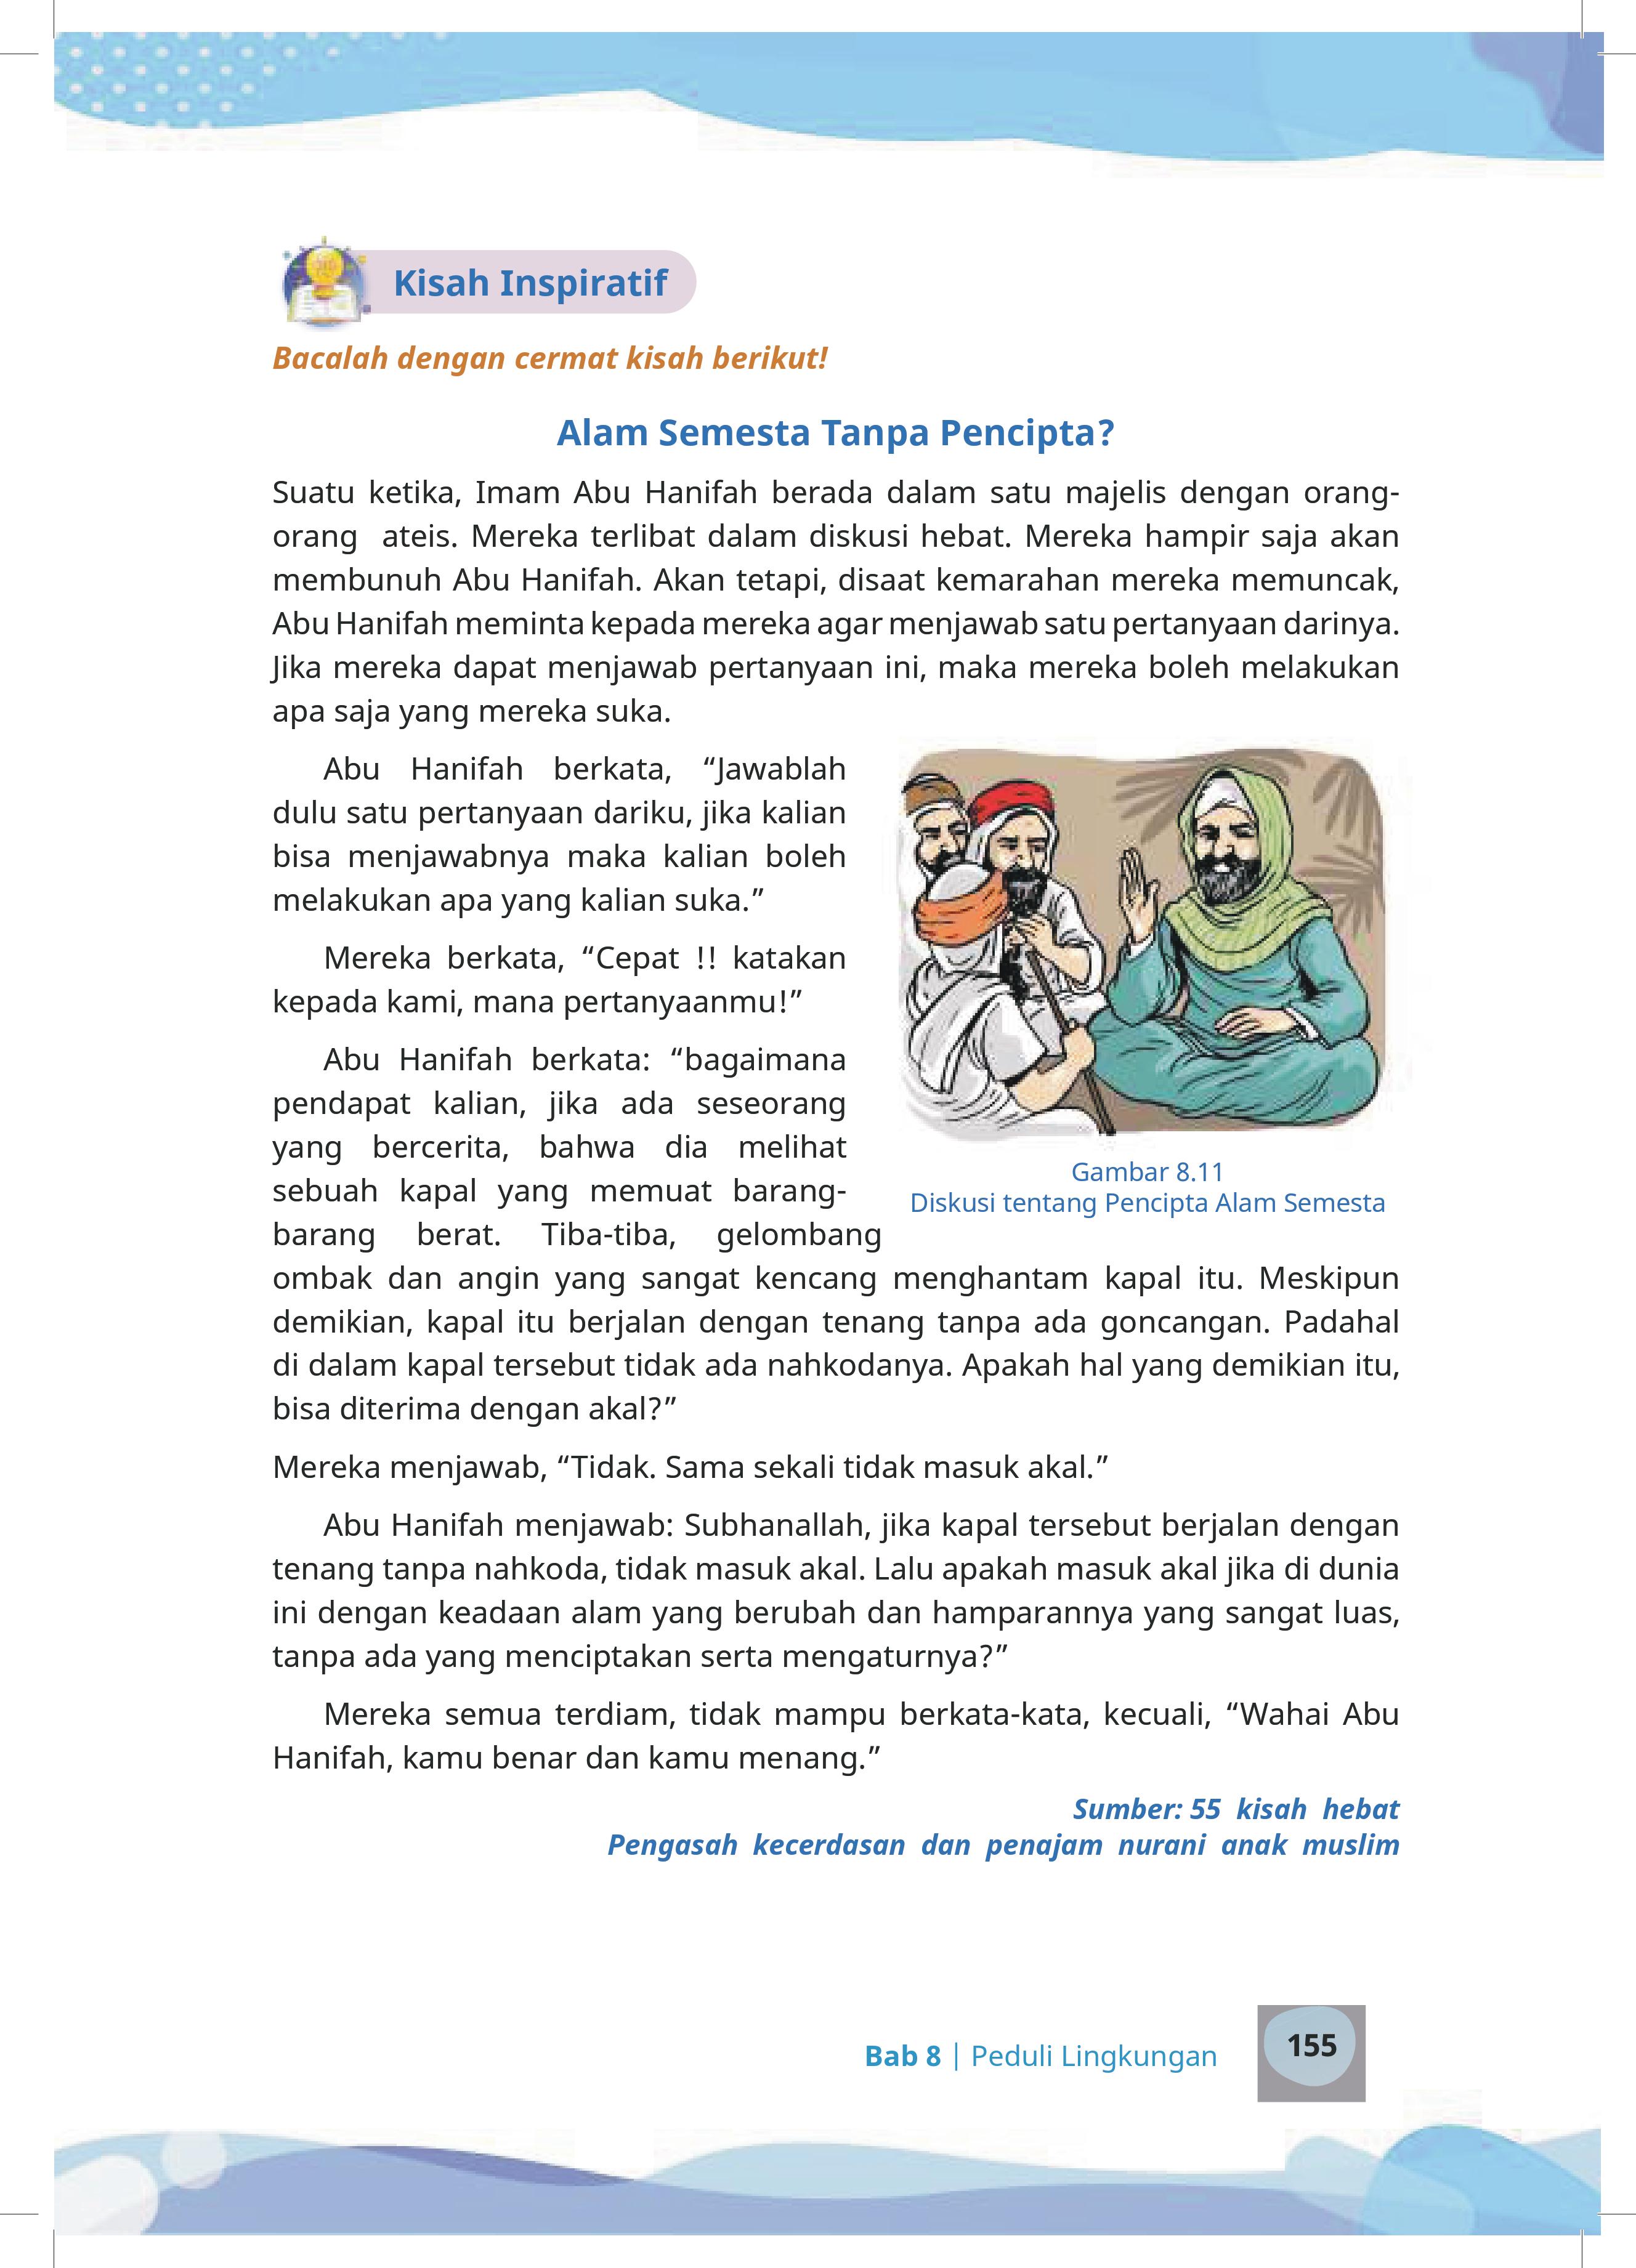 Kisah Inspiratif
Bacalah dengan cermat kisah berikut!
Alam Semesta Tanpa Pencipta?
Suatu ketika, Imam Abu Hanifah berada dalam satu majelis dengan orang-
orang ateis. Mereka terlibat dalam diskusi hebat. Mereka hampir saja akan
membunuh Abu Hanifah. Akan tetapi, disaat kemarahan mereka memuncak,
Abu Hanifah meminta kepada mereka agar menjawab satu pertanyaan darinya.
Jika mereka dapat menjawab pertanyaan ini, maka mereka boleh melakukan
apa saja yang mereka suka.
Abu Hanifah berkata, “Jawablah
dulu satu pertanyaan dariku, jika kalian
bisa menjawabnya maka kalian boleh
melakukan apa yang kalian suka.”
Mereka berkata, “Cepat !! katakan
kepada kami, mana pertanyaanmu!”
Abu Hanifah berkata: “bagaimana
pendapat kalian, jika ada seseorang
yang bercerita, bahwa dia melihat
sebuah kapal yang memuat barang-
barang berat. Tiba-tiba, gelombang
ombak dan angin yang sangat kencang menghantam kapal itu. Meskipun
demikian, kapal itu berjalan dengan tenang tanpa ada goncangan. Padahal
di dalam kapal tersebut tidak ada nahkodanya. Apakah hal yang demikian itu,
bisa diterima dengan akal?”
Gambar 8.11
Diskusi tentang Pencipta Alam Semesta
Mereka menjawab, “Tidak. Sama sekali tidak masuk akal.”
Abu Hanifah menjawab: Subhanallah, jika kapal tersebut berjalan dengan
tenang tanpa nahkoda, tidak masuk akal. Lalu apakah masuk akal jika di dunia
ini dengan keadaan alam yang berubah dan hamparannya yang sangat luas,
tanpa ada yang menciptakan serta mengaturnya?”
Mereka semua terdiam, tidak mampu berkata-kata, kecuali, “Wahai Abu
Hanifah, kamu benar dan kamu menang.”
Sumber: 55 kisah hebat
Pengasah kecerdasan dan penajam nurani anak muslim
Bab 8 | Peduli Lingkungan
155